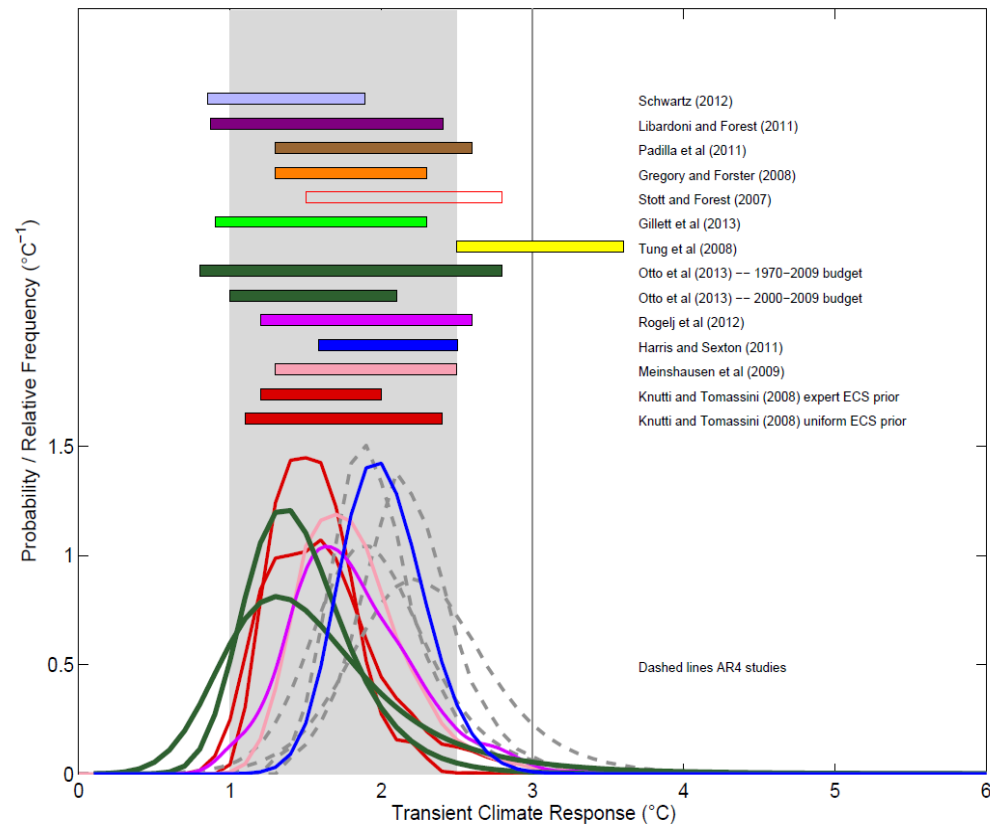 Schwartz (2012)
Libardoni and Forest (2011)
Padilla et al (2011)
Gregory and Forster (2008)
Stott and Forest (2007)
Gillett et al (2013)
Tung et al (2008)
Otto et al (2013) −− 1970−2009 budget
Otto et al (2013) −− 2000−2009 budget
Rogelj et al (2012)
Harris and Sexton (2011)
Meinshausen et al (2009)
Knutti and Tomassini (2008) expert ECS prior
Knutti and Tomassini (2008) uniform ECS prior
Probability / Relative Frequency (°C⁻¹)
1.5
1
0.5
0
Dashed lines AR4 studies
0 1 2 3 4 5 6
Transient Climate Response (°C)